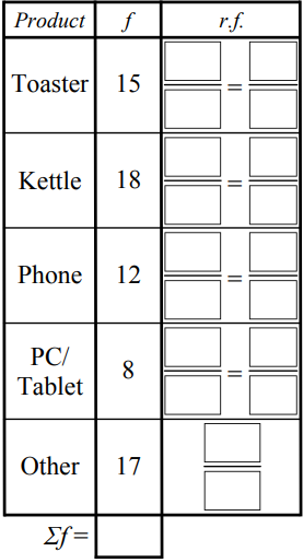 Product f r.f.
Toaster 15 =
Kettle 18 =
Phone 12 =
PC/
Tablet 8 =
Other 17
Σf=